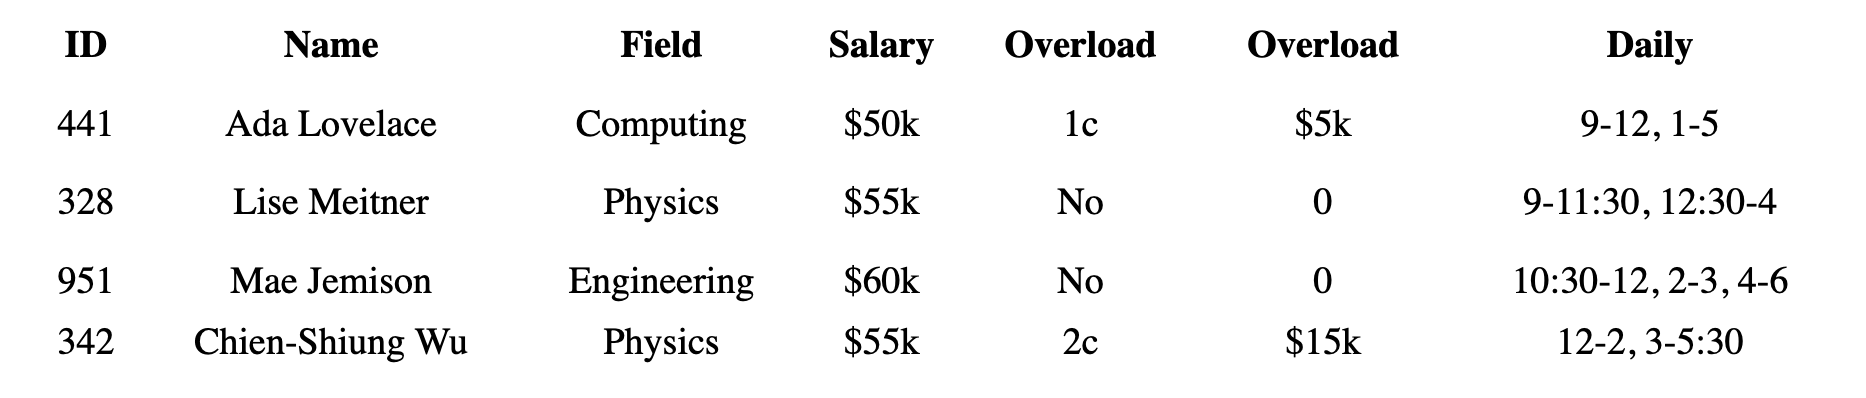 ID Name Field Salary Overload Overload Daily
441 Ada Lovelace Computing $50k 1c $5k 9-12, 1-5
328 Lise Meitner Physics $55k No 0 9-11:30, 12:30-4
951 Mae Jemison Engineering $60k No 0 10:30-12, 2-3, 4-6
342 Chien-Shiung Wu Physics $55k 2c $15k 12-2, 3-5:30